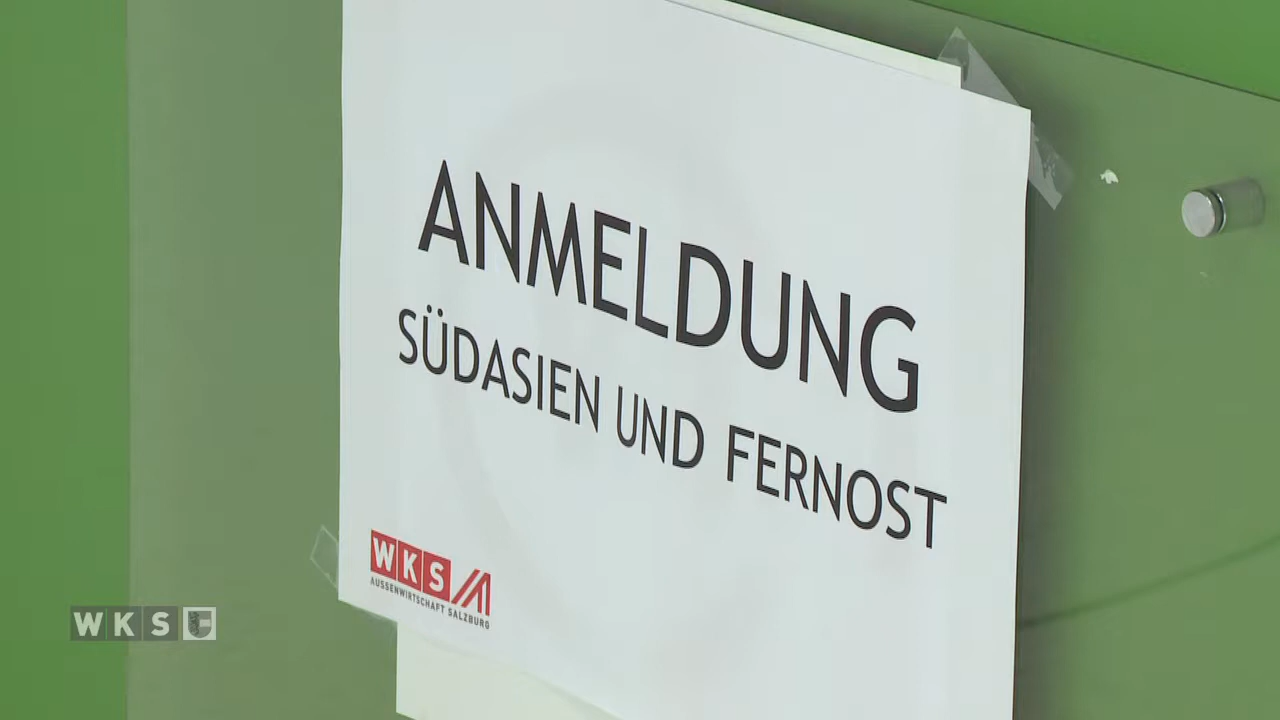 ANMELDUNG
SÜDASIEN UND FERNOST
WKS
AUSSENWIRTSCHAFT SALZBURG
WKS